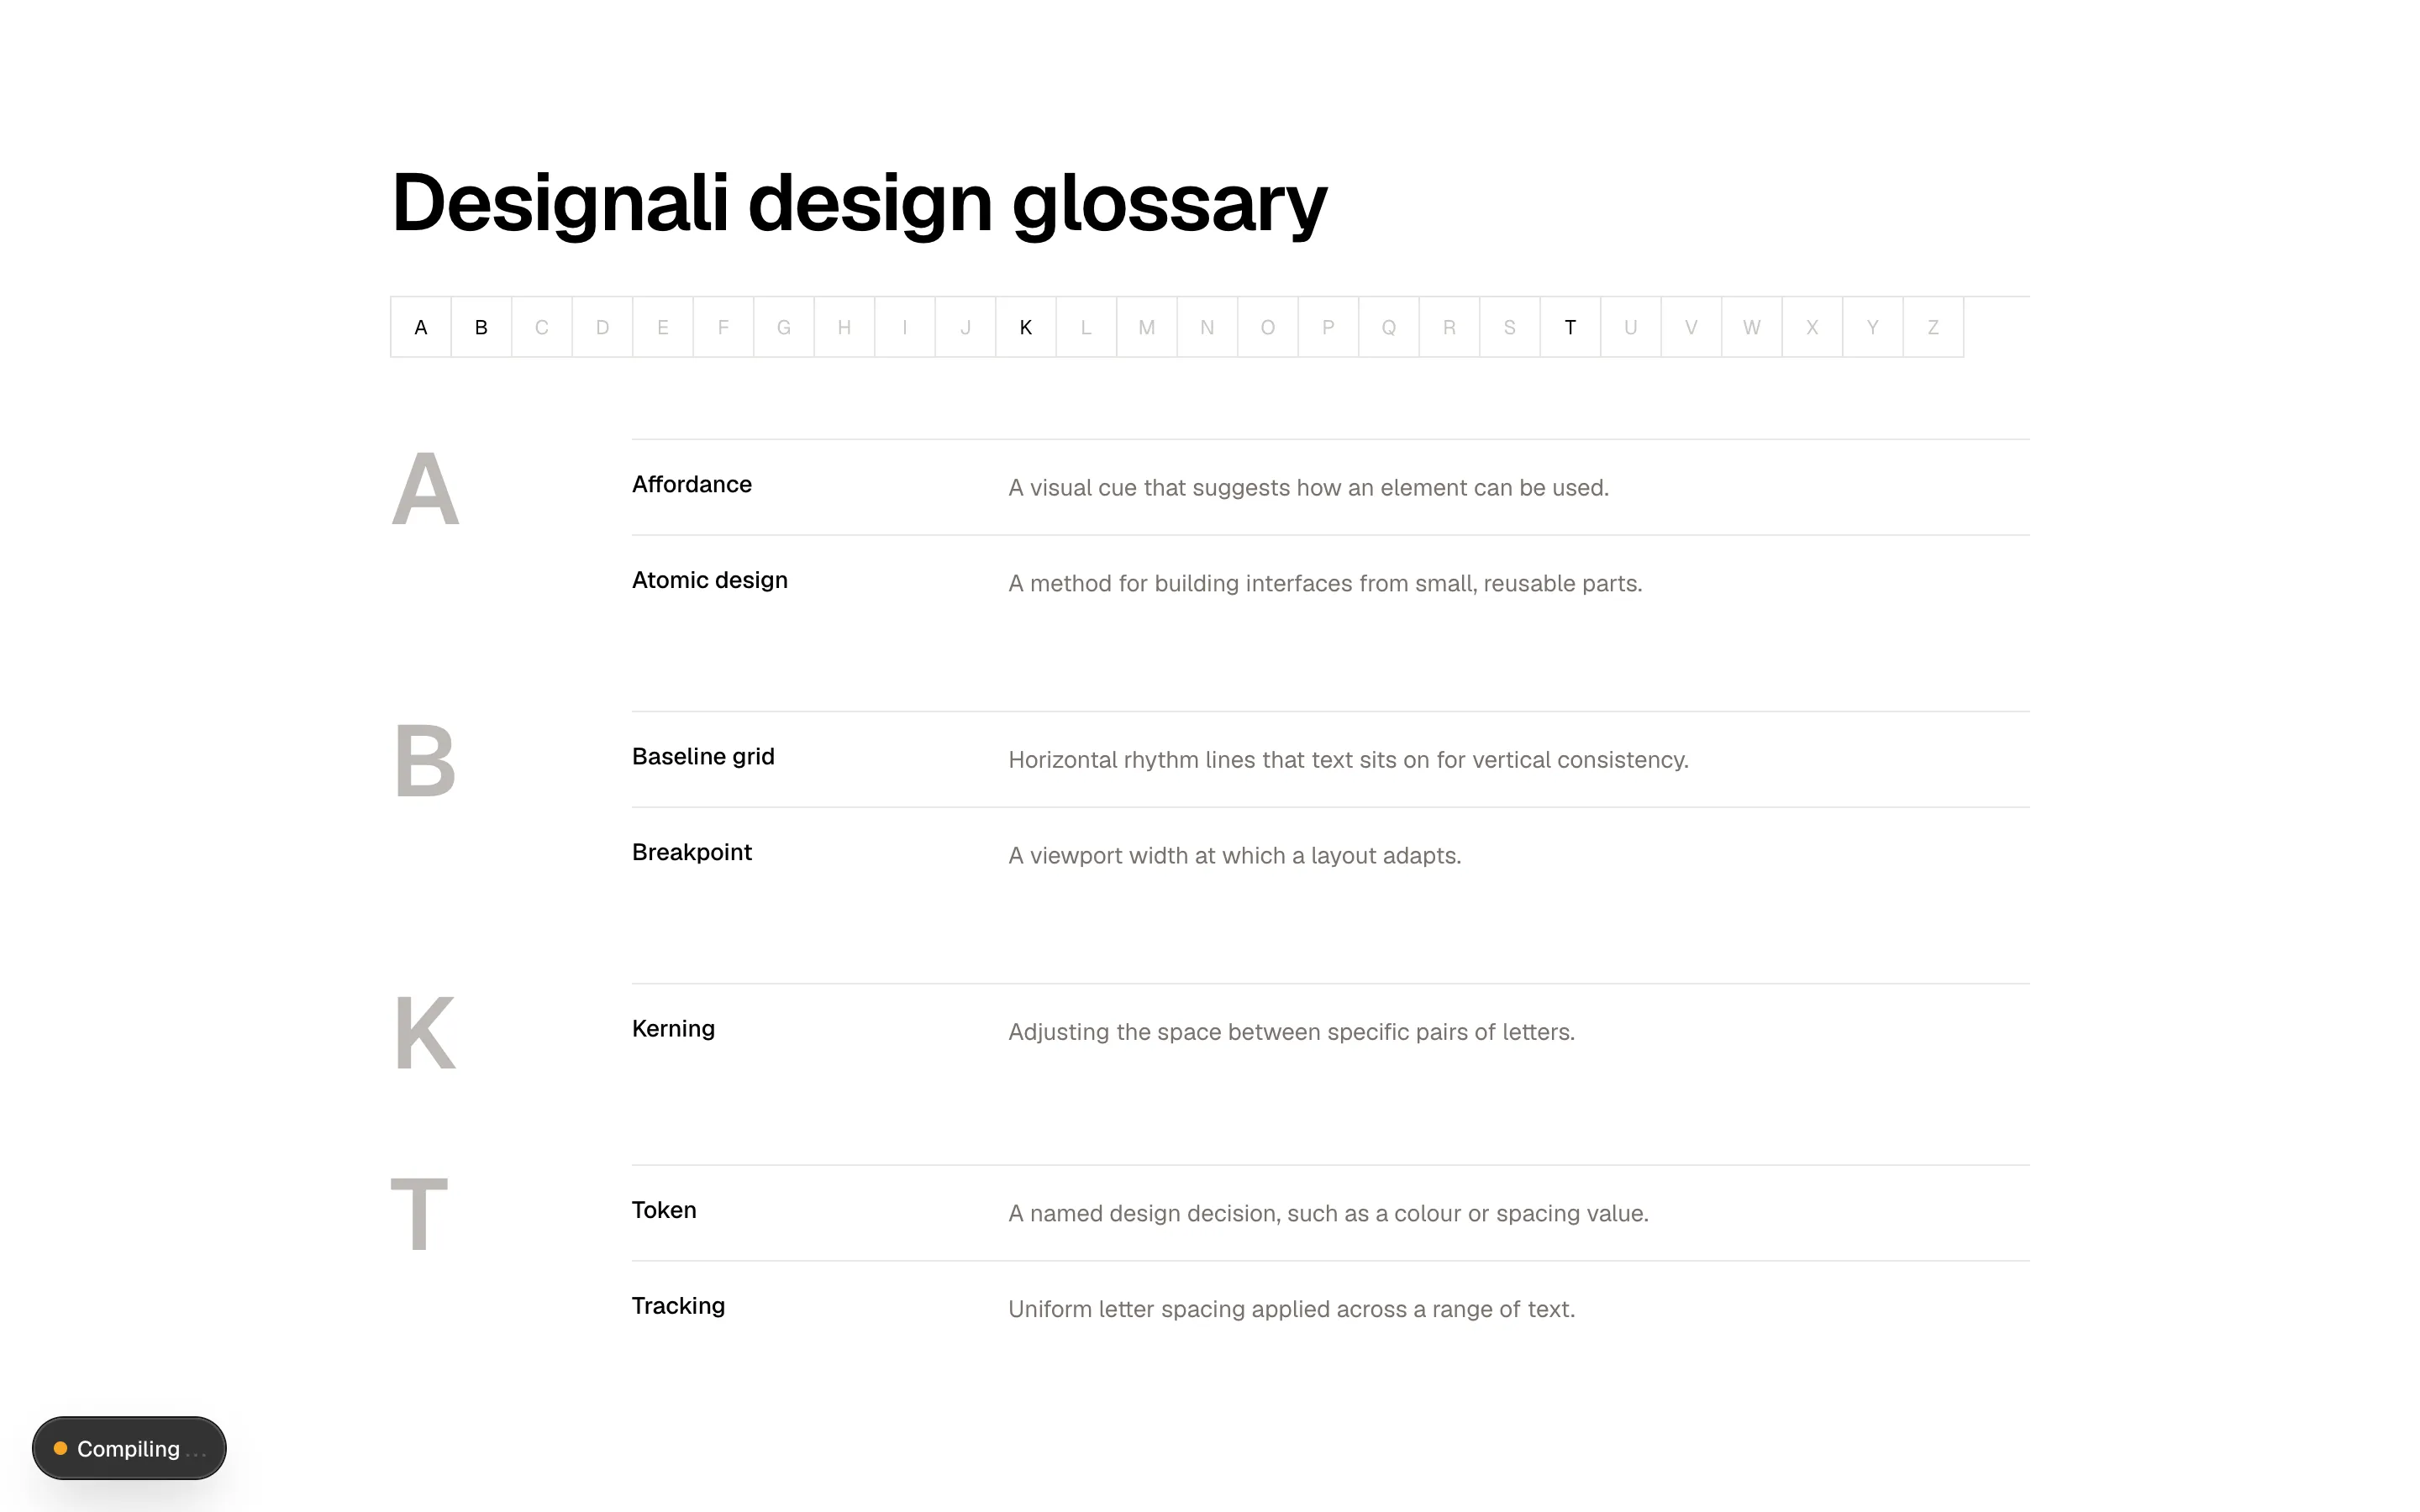 Designali design glossary
A B C D E F G H I J K L M N O P Q R S T U V W X Y Z
A
Affordance A visual cue that suggests how an element can be used.
Atomic design A method for building interfaces from small, reusable parts.
B
Baseline grid Horizontal rhythm lines that text sits on for vertical consistency.
Breakpoint A viewport width at which a layout adapts.
K
Kerning Adjusting the space between specific pairs of letters.
T
Token A named design decision, such as a colour or spacing value.
Tracking Uniform letter spacing applied across a range of text.
Compiling ...